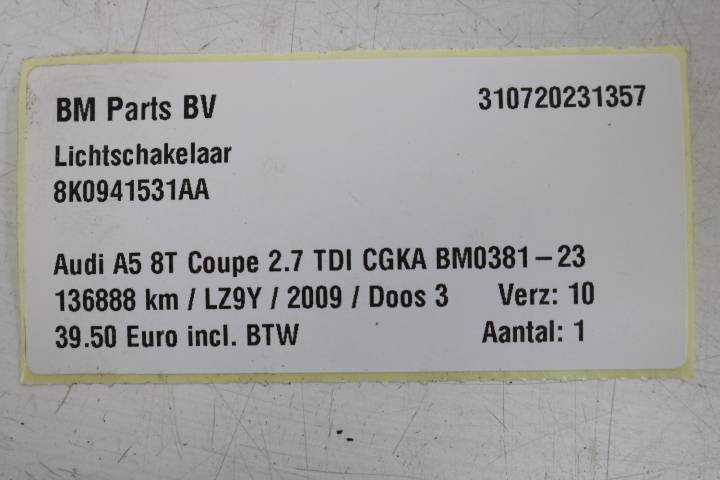 BM Parts BV 310720231357
Lichtschakelaar
8K0941531AA
Audi A5 8T Coupe 2.7 TDI CGKA BM0381-23
136888 km / LZ9Y / 2009 / Doos 3 Verz: 10
39.50 Euro incl. BTW Aantal: 1